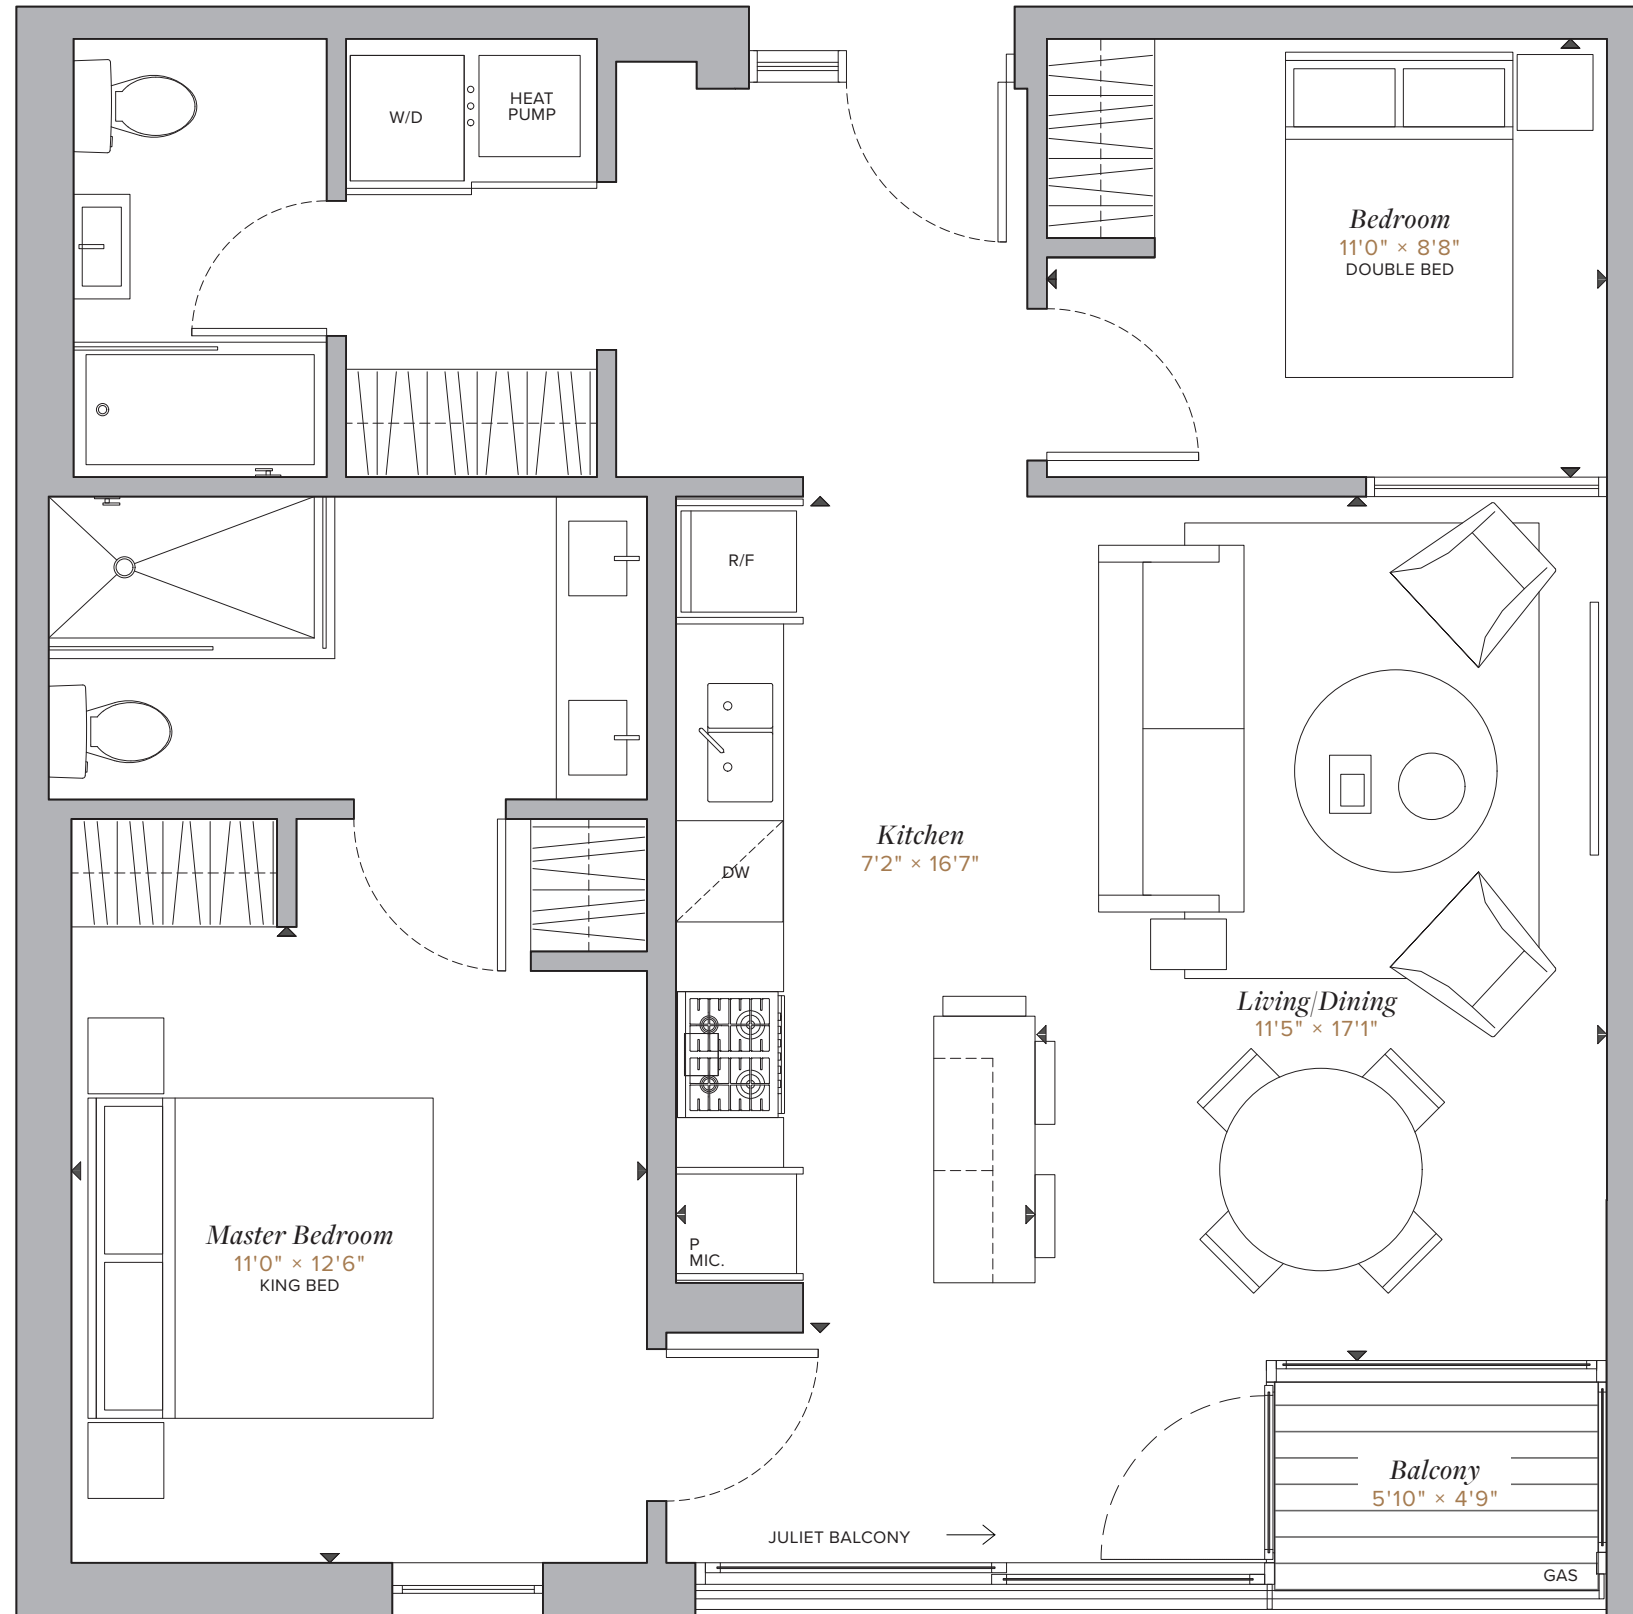 W/D
HEAT
PUMP
Bedroom
11'0" × 8'8"
DOUBLE BED
R/F
Kitchen
7'2" × 16'7"
DW
Living/Dining
11'5" × 17'1"
Master Bedroom
11'0" × 12'6"
KING BED
P
MIC.
Balcony
5'10" × 4'9"
JULIET BALCONY
GAS